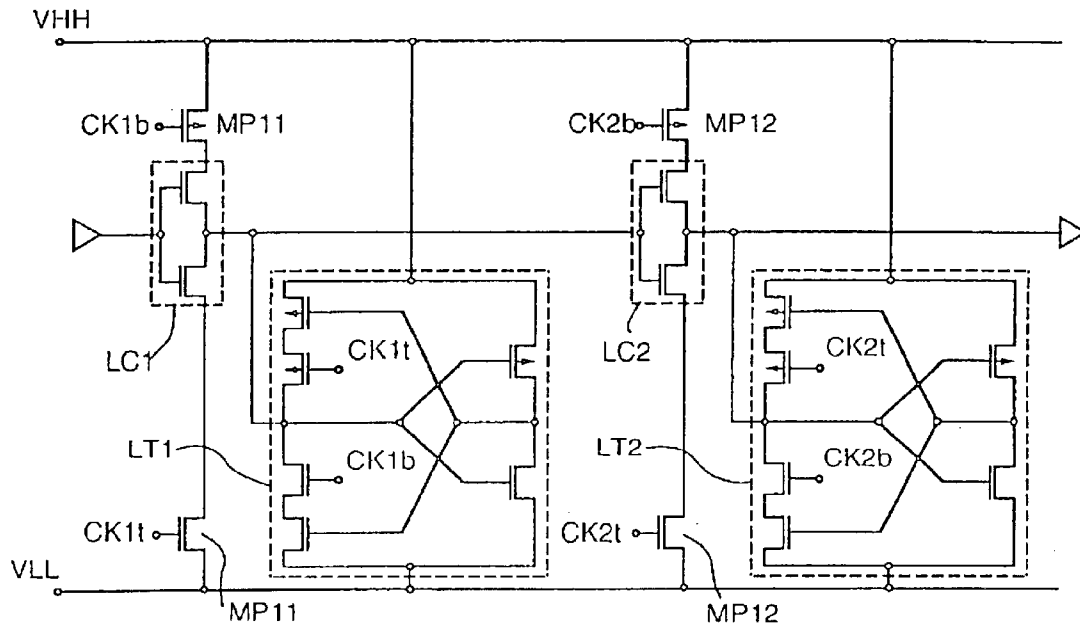 VHH
CK1b
MP11
CK2b
MP12
LC1
CK1t
LC2
CK2t
LT1
CK1b
LT2
CK2b
CK1t
CK2t
VLL
MP11
MP12